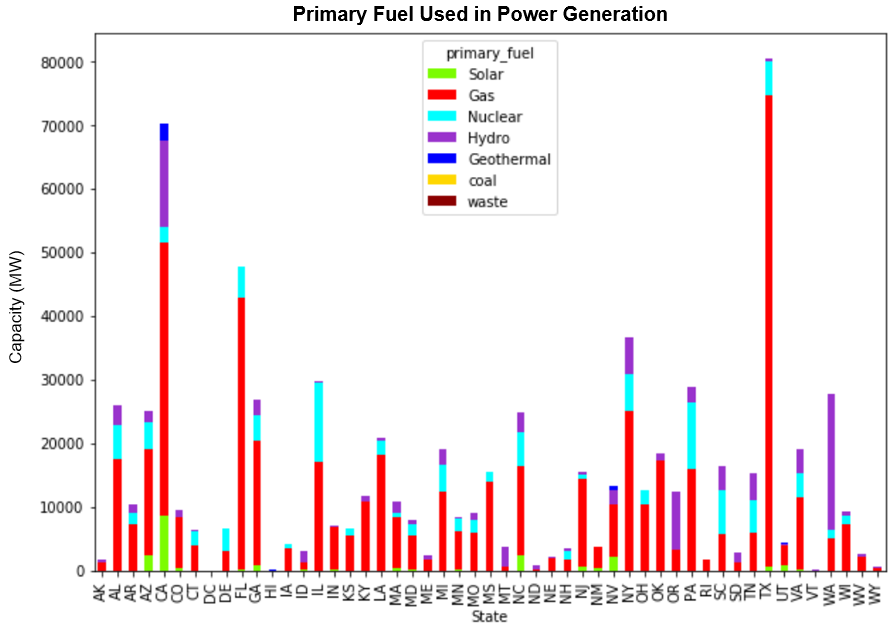 Primary Fuel Used in Power Generation
primary_fuel
Solar
Gas
Nuclear
Hydro
Geothermal
coal
waste
Capacity (MW)
80000
70000
60000
50000
40000
30000
20000
10000
0
AK AL AR AZ CA CO CT DC DE FL GA HI IA ID IL IN KS KY LA MA MD ME MI MN MO MS MT NC ND NE NH NJ NM NV NY OH OK OR PA RI SC SD TN TX UT VA VT WA WI WV WY
State